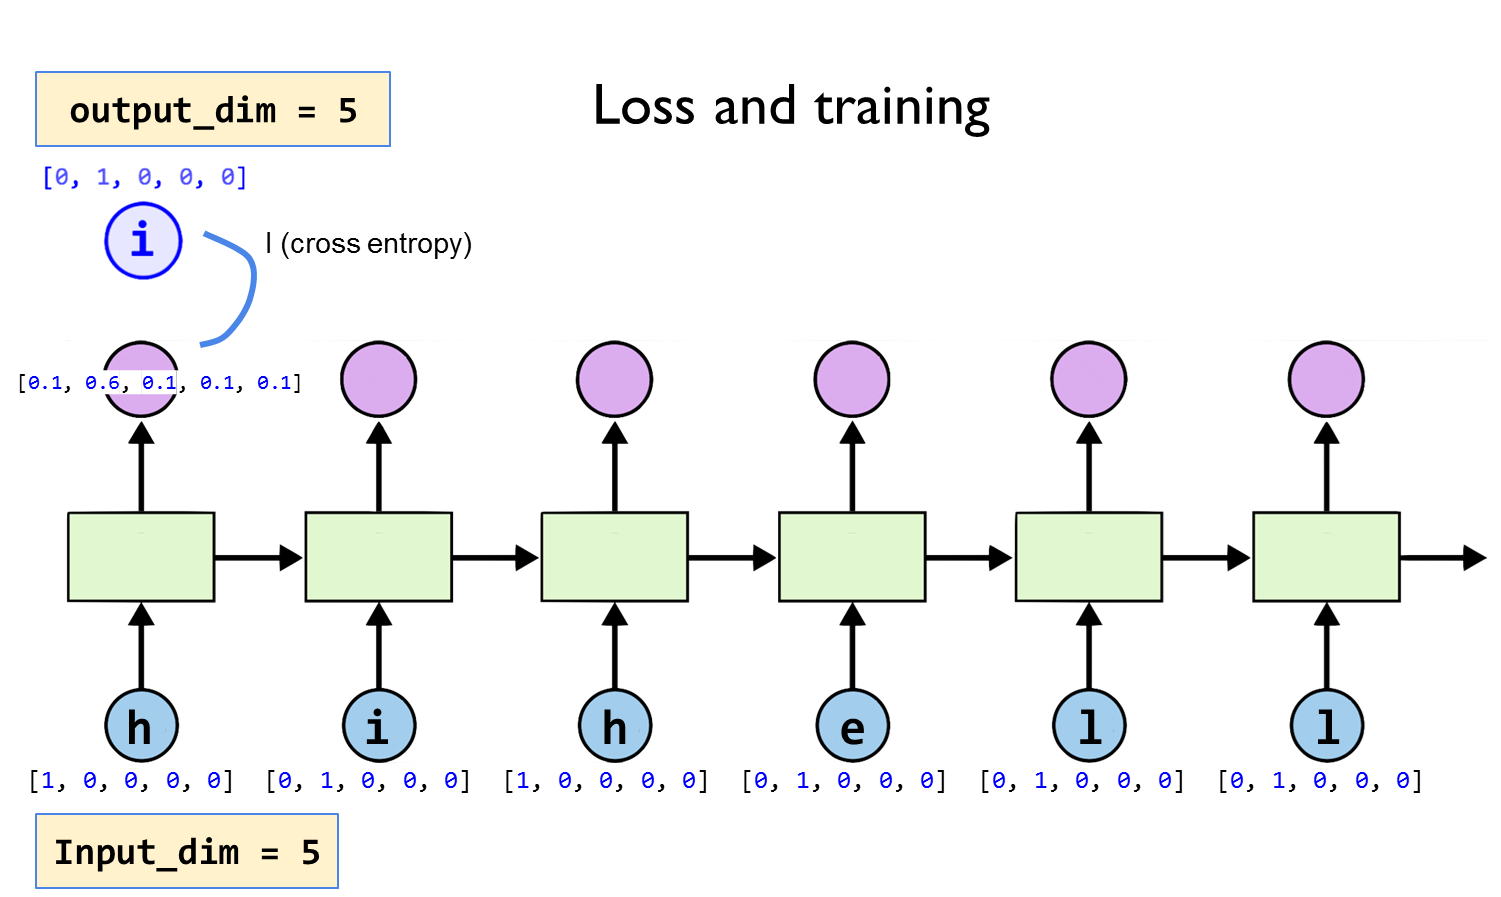 Loss and training
output_dim = 5
[0, 1, 0, 0, 0]
i
l (cross entropy)
[0.1, 0.6, 0.1, 0.1, 0.1]
h i h e l l
[1, 0, 0, 0, 0] [0, 1, 0, 0, 0] [1, 0, 0, 0, 0] [0, 1, 0, 0, 0] [0, 1, 0, 0, 0] [0, 1, 0, 0, 0]
Input_dim = 5